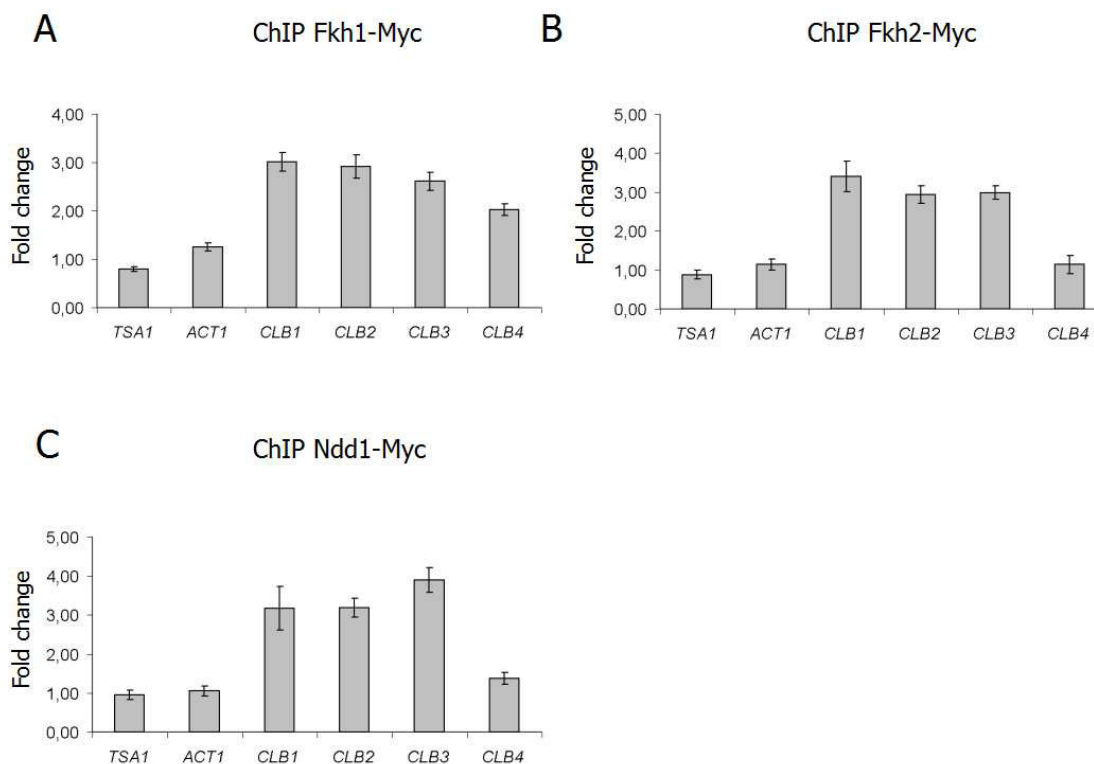 A
ChIP Fkh1-Myc
Fold change
4,00
3,00
2,00
1,00
0,00
TSA1 ACT1 CLB1 CLB2 CLB3 CLB4
B
ChIP Fkh2-Myc
Fold change
5,00
4,00
3,00
2,00
1,00
0,00
TSA1 ACT1 CLB1 CLB2 CLB3 CLB4
C
ChIP Ndd1-Myc
Fold change
5,00
4,00
3,00
2,00
1,00
0,00
TSA1 ACT1 CLB1 CLB2 CLB3 CLB4